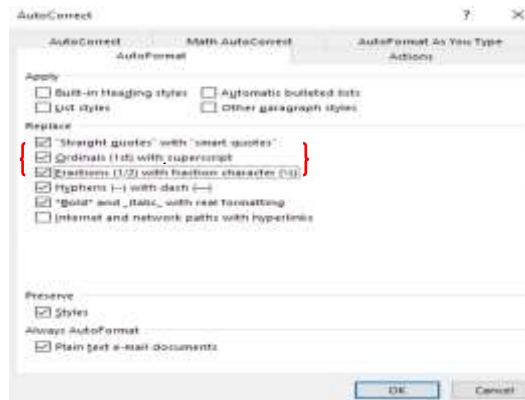 AutoCorrect ? ×
AutoCorrect Math AutoCorrect AutoFormat As You Type
AutoFormat Actions
Apply
Built-in Heading styles Automatic bulleted lists
List styles Other paragraph styles
Replace
"Straight quotes" with "smart quotes"
Ordinals (1st) with superscript
Fractions (1/2) with fraction character (½)
Hyphens (--) with dash (—)
*Bold* and _italic_ with real formatting
Internet and network paths with hyperlinks
Preserve
Styles
Always AutoFormat
Plain text e-mail documents
OK Cancel